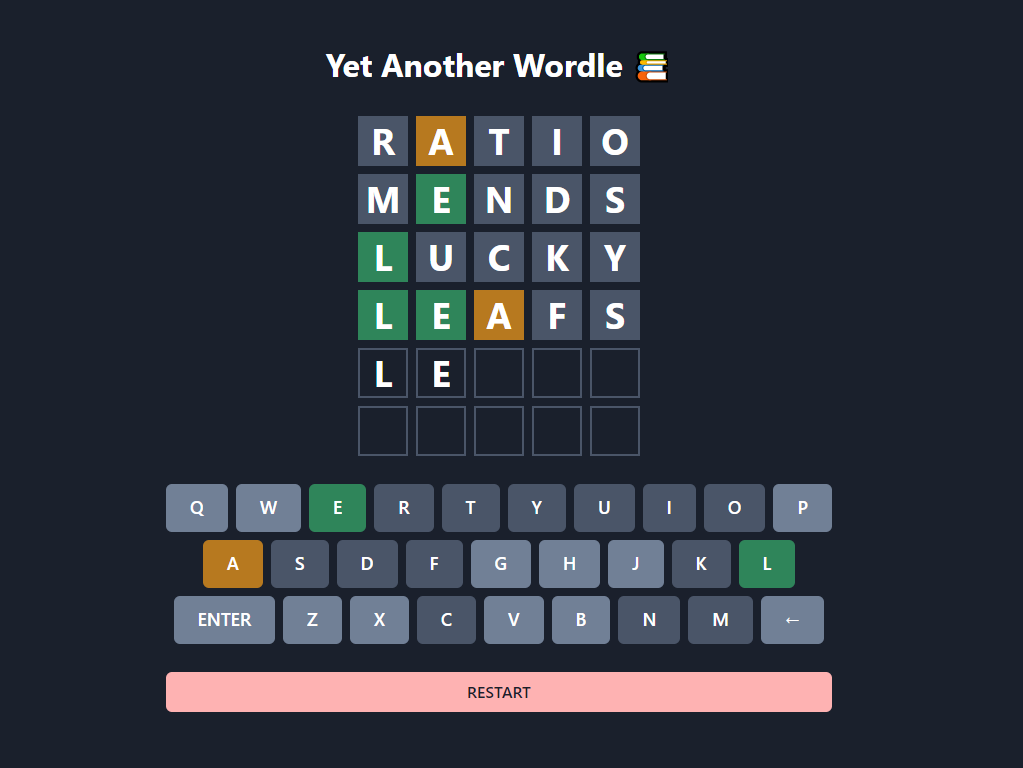 Yet Another Wordle 📚
R A T I O
M E N D S
L U C K Y
L E A F S
L E
Q W E R T Y U I O P
A S D F G H J K L
ENTER Z X C V B N M ←
RESTART